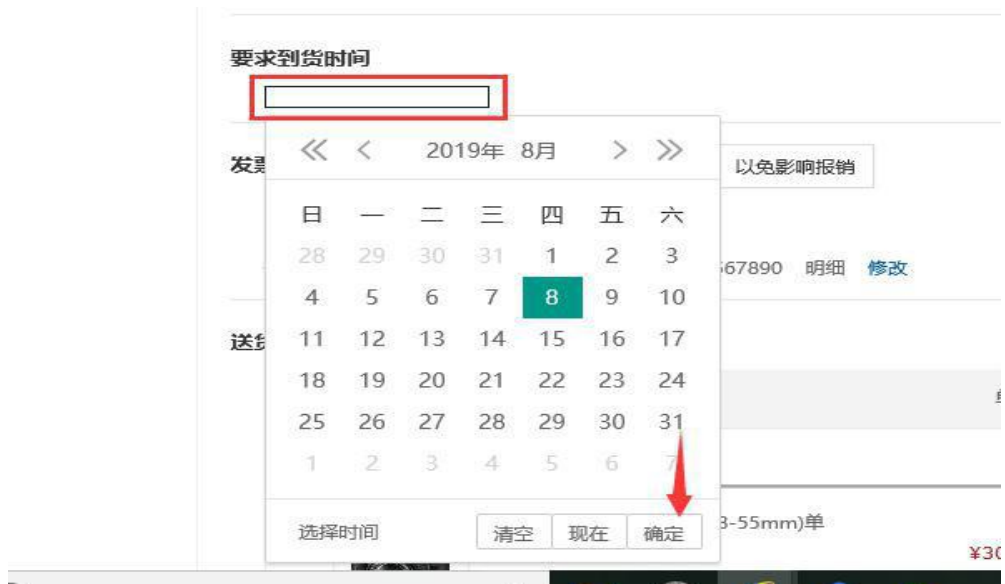 要求到货时间
2019年 8月
发票
以免影响报销
日 一 二 三 四 五 六
28 29 30 31 1 2 3
67890 明细 修改
4 5 6 7 8 9 10
送货
11 12 13 14 15 16 17
18 19 20 21 22 23 24
25 26 27 28 29 30 31
1 2 3 4 5 6 7
-55mm)单
选择时间 清空 现在 确定
¥30